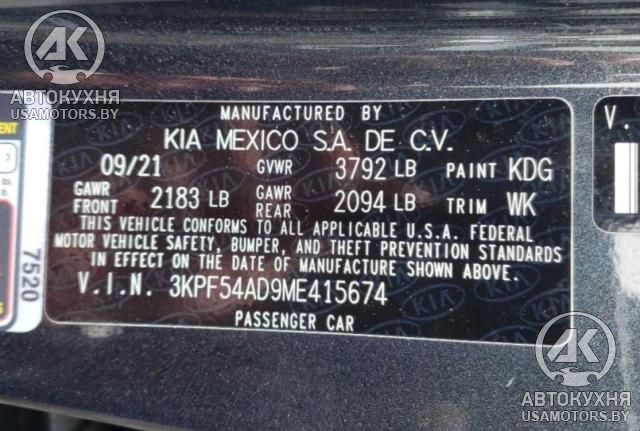 АК
АВТОКУХНЯ
USAMOTORS.BY
MANUFACTURED BY
KIA MEXICO S.A. DE C.V.
09/21 GVWR 3792 LB PAINT KDG
GAWR FRONT 2183 LB GAWR REAR 2094 LB TRIM WK
THIS VEHICLE CONFORMS TO ALL APPLICABLE U.S.A. FEDERAL
MOTOR VEHICLE SAFETY, BUMPER, AND THEFT PREVENTION STANDARDS
IN EFFECT ON THE DATE OF MANUFACTURE SHOWN ABOVE.
V.I.N. 3KPF54AD9ME415674
PASSENGER CAR
7520
V.
АК
АВТОКУХНЯ
USAMOTORS.BY